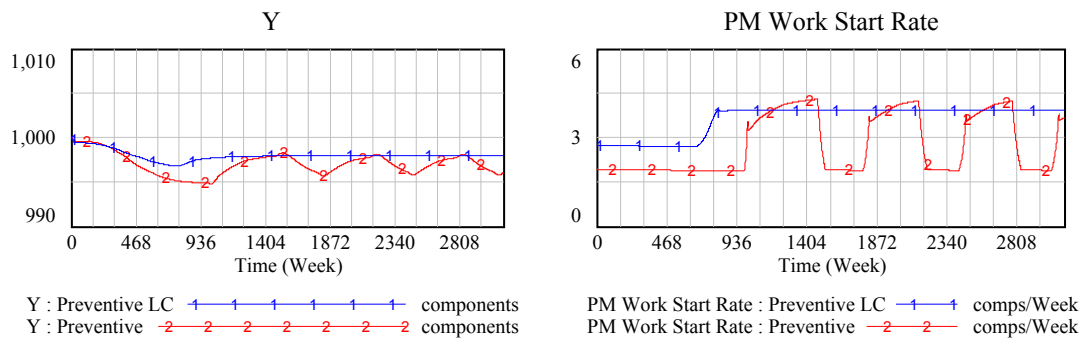 Y
1,010
1,000
990
0 468 936 1404 1872 2340 2808
Time (Week)
Y : Preventive LC 1 1 1 1 1 1 components
Y : Preventive 2 2 2 2 2 2 2 components
PM Work Start Rate
6
3
0
0 468 936 1404 1872 2340 2808
Time (Week)
PM Work Start Rate : Preventive LC 1 1 comps/Week
PM Work Start Rate : Preventive 2 2 comps/Week